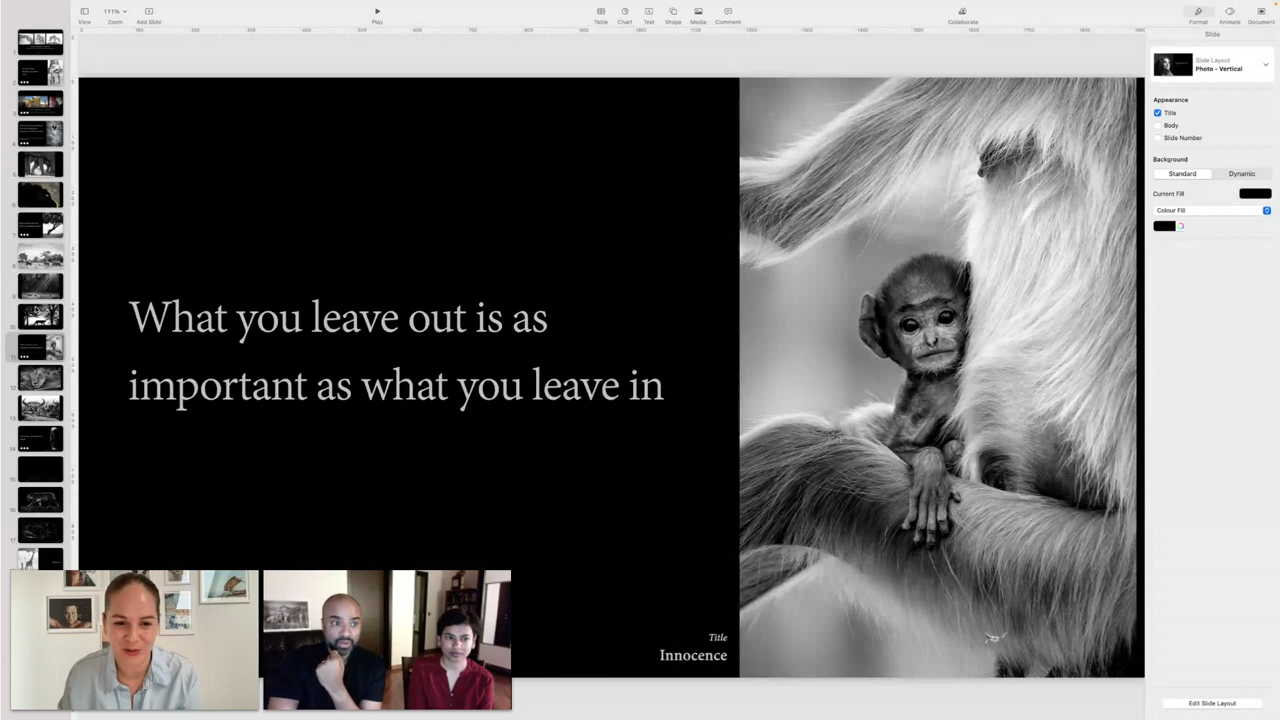 111%
View
Zoom
Add Slide
Play
Table
Chart
Text
Shape
Media
Comment
Collaborate
Format
Animate
Document
Slide
Slide Layout
Photo - Vertical
Appearance
Title
Body
Slide Number
Background
Standard
Dynamic
Current Fill
Colour Fill
What you leave out is as
important as what you leave in
Title
Innocence
Edit Slide Layout